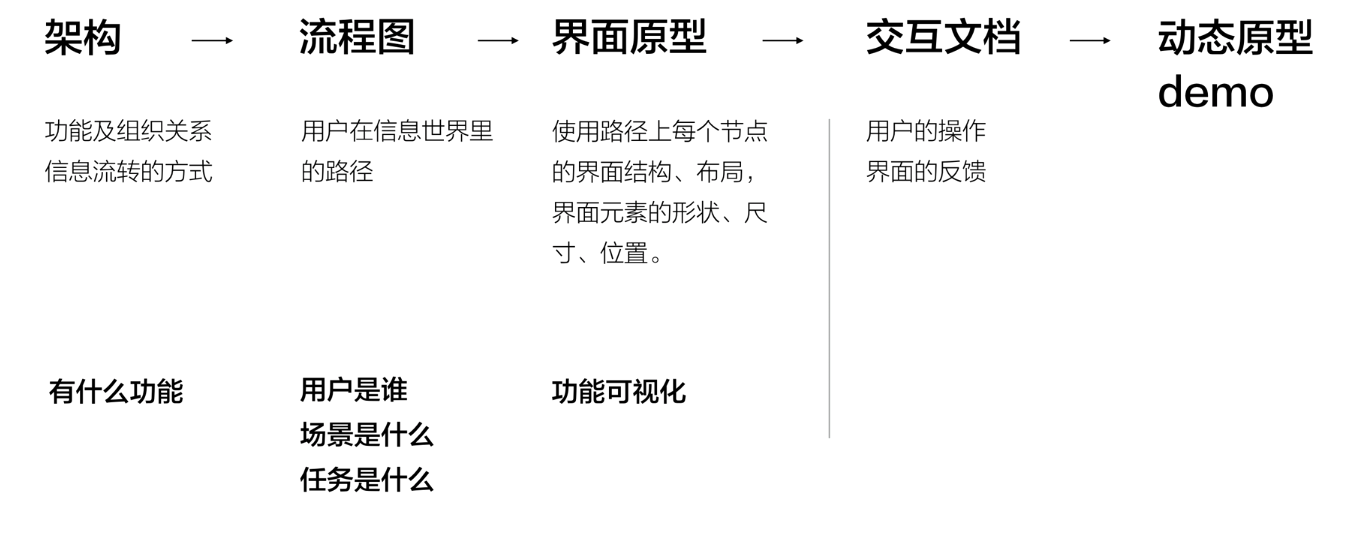 架构 → 流程图 → 界面原型 → 交互文档 → 动态原型
demo
功能及组织关系
信息流转的方式
用户在信息世界里
的路径
使用路径上每个节点
的界面结构、布局，
界面元素的形状、尺
寸、位置。
用户的操作
界面的反馈
有什么功能
用户是谁
场景是什么
任务是什么
功能可视化